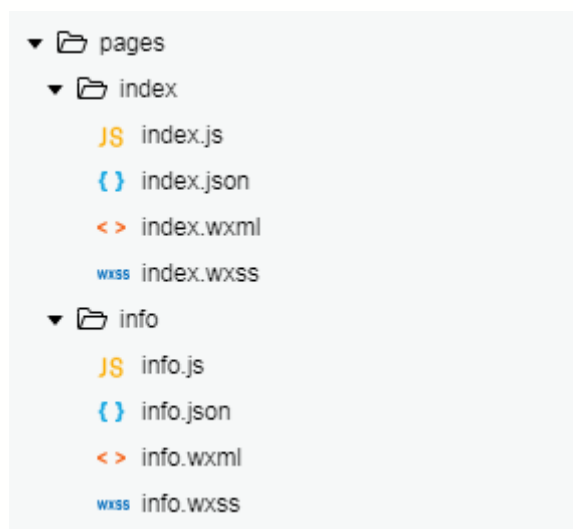 pages
index
JS index.js
{ } index.json
< > index.wxml
wxss index.wxss
info
JS info.js
{ } info.json
< > info.wxml
wxss info.wxss